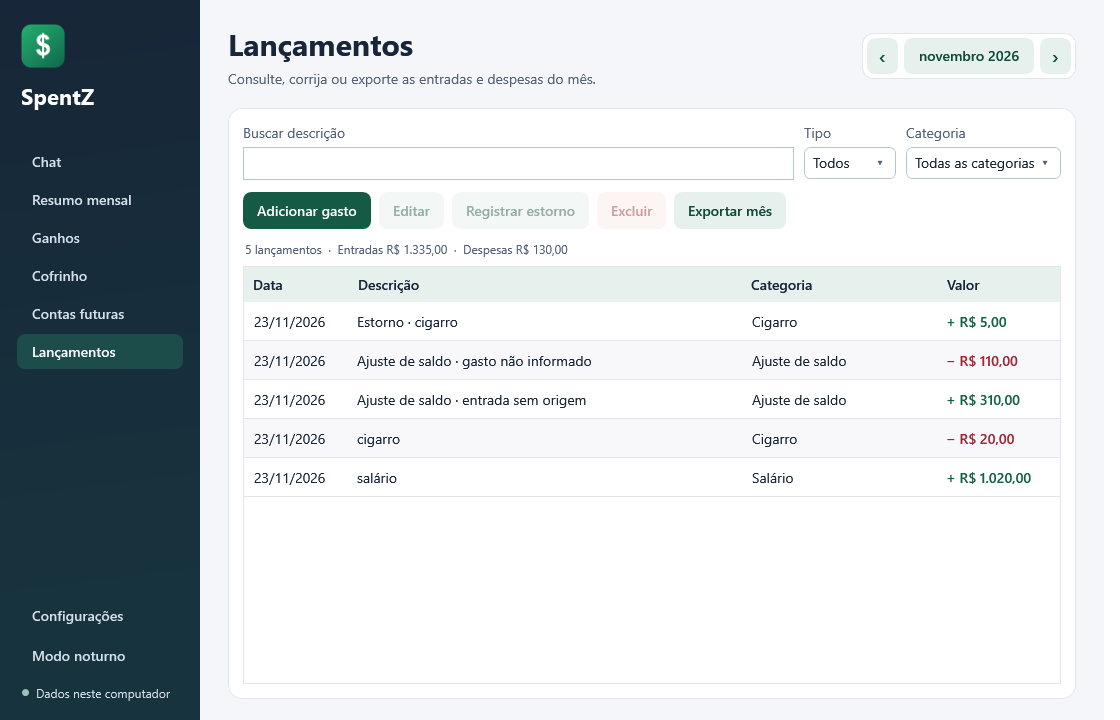 $
SpentZ
Chat
Resumo mensal
Ganhos
Cofrinho
Contas futuras
Lançamentos
Configurações
Modo noturno
Dados neste computador
Lançamentos
Consulte, corrija ou exporte as entradas e despesas do mês.
‹ novembro 2026 ›
Buscar descrição Tipo Categoria
Todos Todas as categorias
Adicionar gasto Editar Registrar estorno Excluir Exportar mês
5 lançamentos · Entradas R$ 1.335,00 · Despesas R$ 130,00
Data Descrição Categoria Valor
23/11/2026 Estorno · cigarro Cigarro + R$ 5,00
23/11/2026 Ajuste de saldo · gasto não informado Ajuste de saldo − R$ 110,00
23/11/2026 Ajuste de saldo · entrada sem origem Ajuste de saldo + R$ 310,00
23/11/2026 cigarro Cigarro − R$ 20,00
23/11/2026 salário Salário + R$ 1.020,00